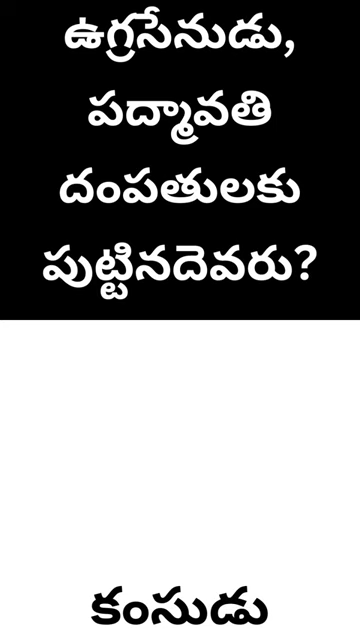 ఉగ్రసేనుడు,
పద్మావతి
దంపతులకు
పుట్టినదెవరు?
కంసుడు